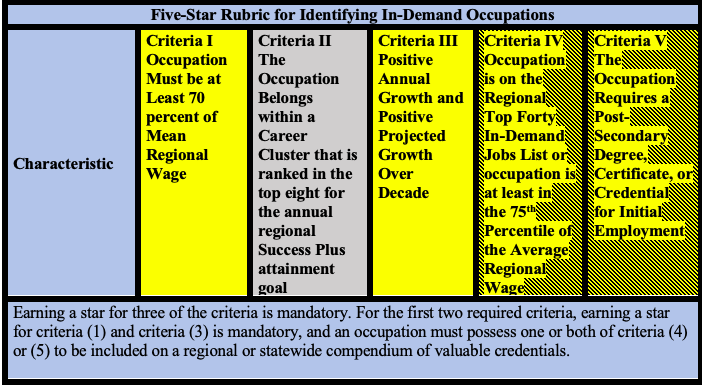 Five-Star Rubric for Identifying In-Demand Occupations
Characteristic
Criteria I
Occupation
Must be at
Least 70
percent of
Mean
Regional
Wage
Criteria II
The
Occupation
Belongs
within a
Career
Cluster that is
ranked in the
top eight for
the annual
regional
Success Plus
attainment
goal
Criteria III
Positive
Annual
Growth and
Positive
Projected
Growth
Over
Decade
Criteria IV
Occupation
is on the
Regional
Top Forty
In-Demand
Jobs List or
occupation is
at least in
the 75th
Percentile of
the Average
Regional
Wage
Criteria V
The
Occupation
Requires a
Post-
Secondary
Degree,
Certificate, or
Credential
for Initial
Employment
Earning a star for three of the criteria is mandatory. For the first two required criteria, earning a star
for criteria (1) and criteria (3) is mandatory, and an occupation must possess one or both of criteria (4)
or (5) to be included on a regional or statewide compendium of valuable credentials.